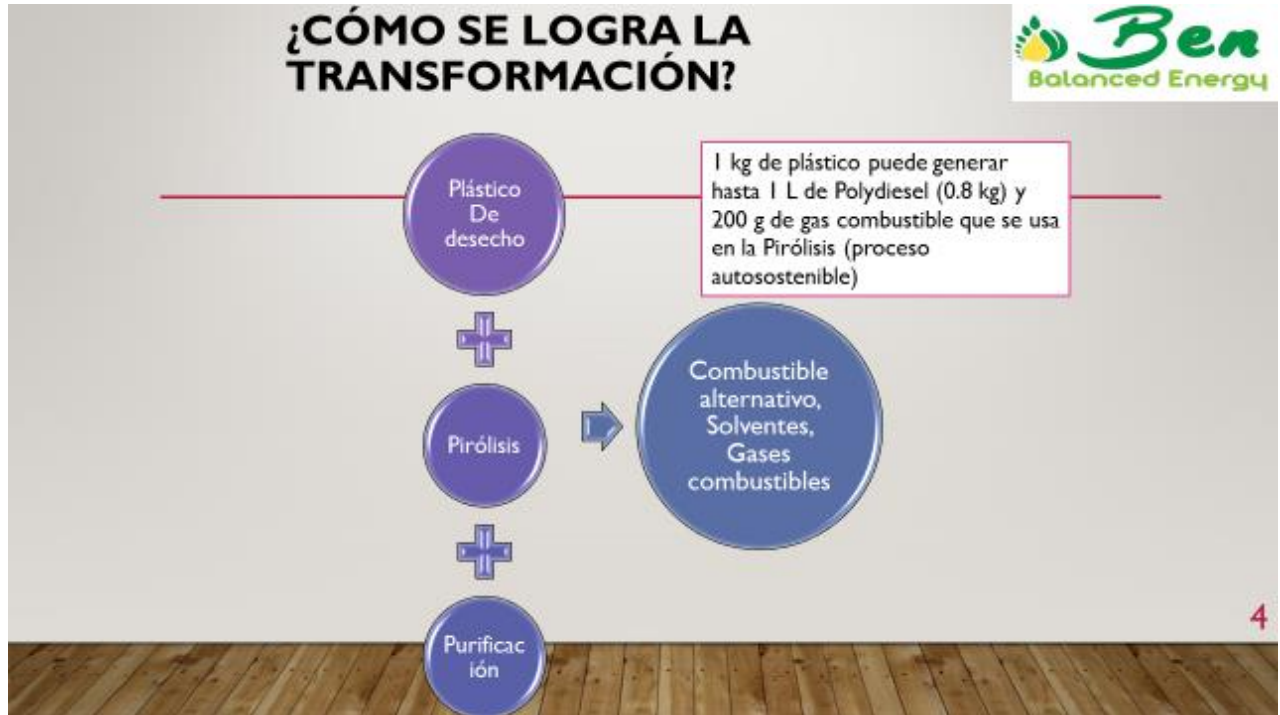 ¿CÓMO SE LOGRA LA
TRANSFORMACIÓN?
Ben
Balanced Energy
Plástico
De
desecho
1 kg de plástico puede generar
hasta 1 L de Polydiesel (0.8 kg) y
200 g de gas combustible que se usa
en la Pirólisis (proceso
autosostenible)
Pirólisis
Combustible
alternativo,
Solventes,
Gases
combustibles
Purificac
ión
4